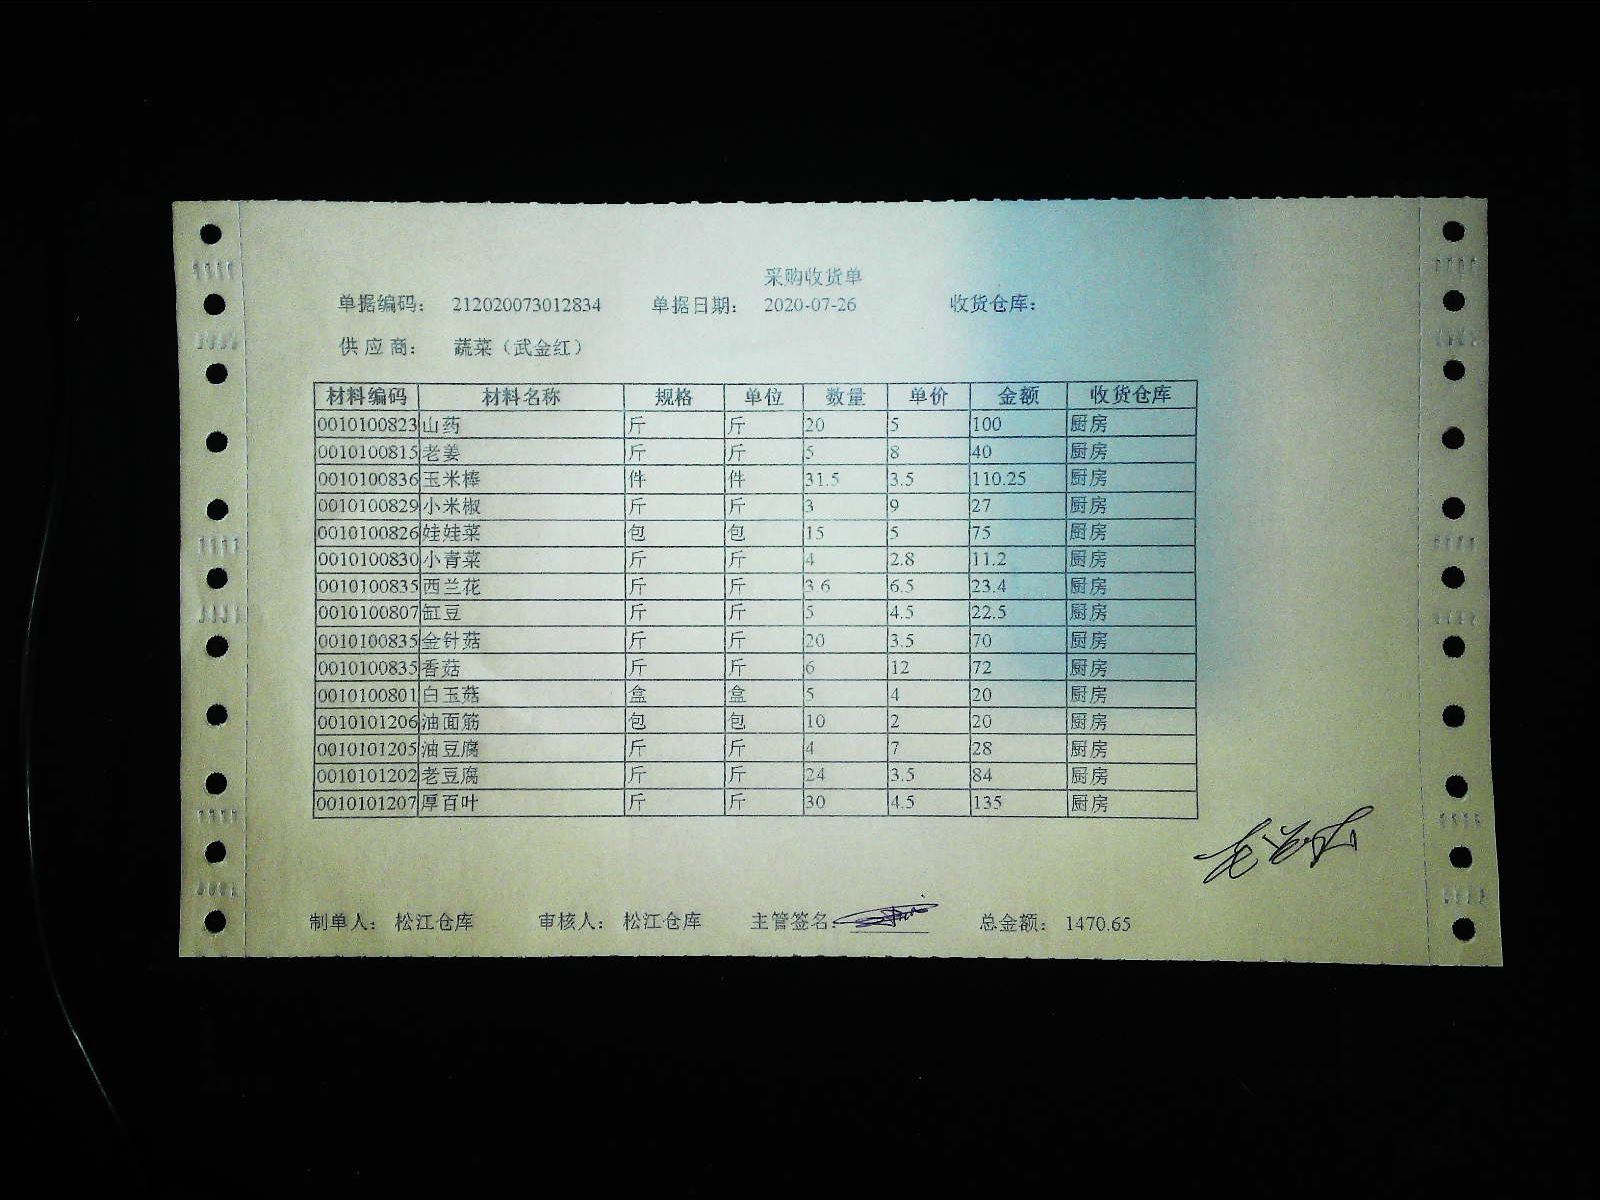 采购收货单
单据编码： 212020073012834 单据日期： 2020-07-26 收货仓库：
供 应 商： 蔬菜（武金红）
材料编码 材料名称 规格 单位 数量 单价 金额 收货仓库
0010100823 山药 斤 斤 20 5 100 厨房
0010100815 老姜 斤 斤 5 8 40 厨房
0010100836 玉米棒 件 件 31.5 3.5 110.25 厨房
0010100829 小米椒 斤 斤 3 9 27 厨房
0010100826 娃娃菜 包 包 15 5 75 厨房
0010100830 小青菜 斤 斤 4 2.8 11.2 厨房
0010100835 西兰花 斤 斤 3.6 6.5 23.4 厨房
0010100807 缸豆 斤 斤 5 4.5 22.5 厨房
0010100835 金针菇 斤 斤 20 3.5 70 厨房
0010100835 香菇 斤 斤 6 12 72 厨房
0010100801 白玉菇 盒 盒 5 4 20 厨房
0010101206 油面筋 包 包 10 2 20 厨房
0010101205 油豆腐 斤 斤 4 7 28 厨房
0010101202 老豆腐 斤 斤 24 3.5 84 厨房
0010101207 厚百叶 斤 斤 30 4.5 135 厨房
制单人： 松江仓库 审核人： 松江仓库 主管签名： 总金额： 1470.65